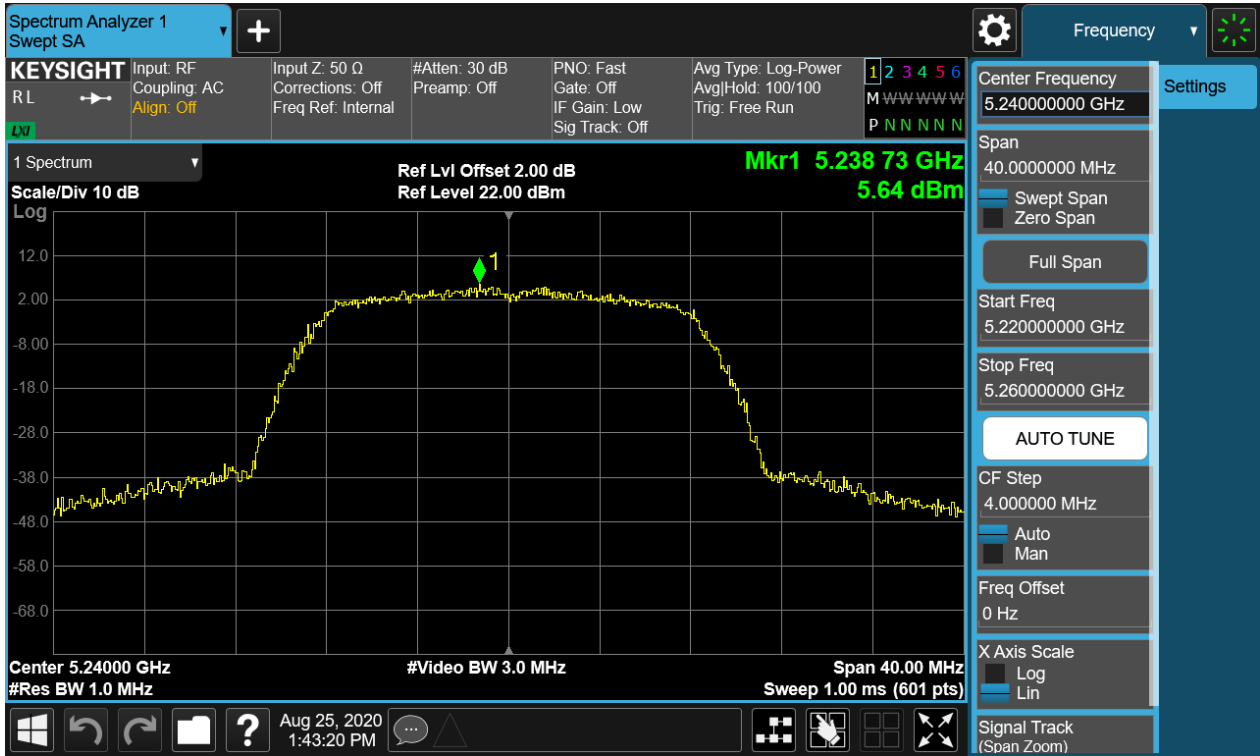 Spectrum Analyzer 1
Swept SA
+
Frequency
KEYSIGHT
R L
LXI
Input: RF
Coupling: AC
Align: Off
Input Z: 50 Ω
Corrections: Off
Freq Ref: Internal
#Atten: 30 dB
Preamp: Off
PNO: Fast
Gate: Off
IF Gain: Low
Sig Track: Off
Avg Type: Log-Power
Avg|Hold: 100/100
Trig: Free Run
1 2 3 4 5 6
M W W W W W
P N N N N N
1 Spectrum
Scale/Div 10 dB
Ref Lvl Offset 2.00 dB
Ref Level 22.00 dBm
Mkr1 5.238 73 GHz
5.64 dBm
Log
1
12.0
2.00
-8.00
-18.0
-28.0
-38.0
-48.0
-58.0
-68.0
Center 5.24000 GHz
#Res BW 1.0 MHz
#Video BW 3.0 MHz
Span 40.00 MHz
Sweep 1.00 ms (601 pts)
Aug 25, 2020
1:43:20 PM
?
Center Frequency
5.240000000 GHz
Settings
Span
40.0000000 MHz
Swept Span
Zero Span
Full Span
Start Freq
5.220000000 GHz
Stop Freq
5.260000000 GHz
AUTO TUNE
CF Step
4.000000 MHz
Auto
Man
Freq Offset
0 Hz
X Axis Scale
Log
Lin
Signal Track
(Span Zoom)